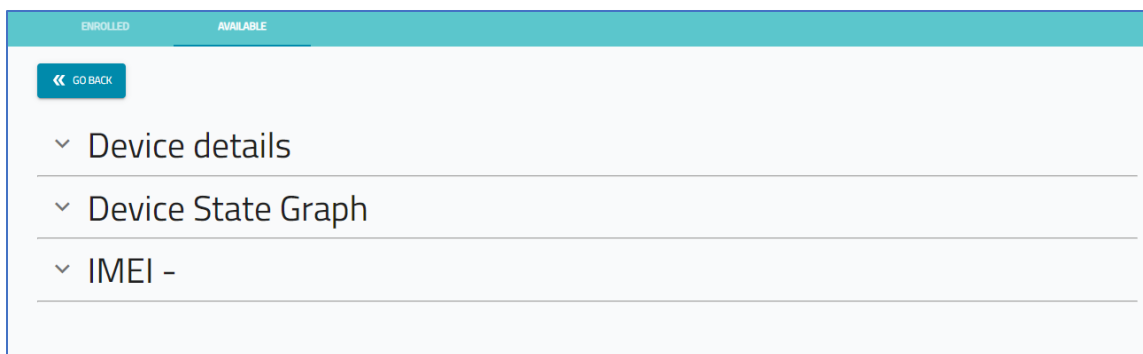 ENROLLED AVAILABLE
GO BACK
Device details
Device State Graph
IMEI -